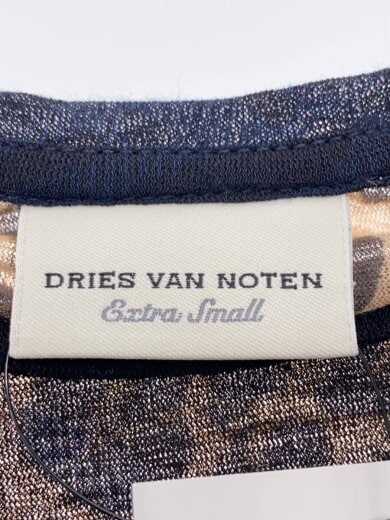 DRIES VAN NOTEN
Extra Small